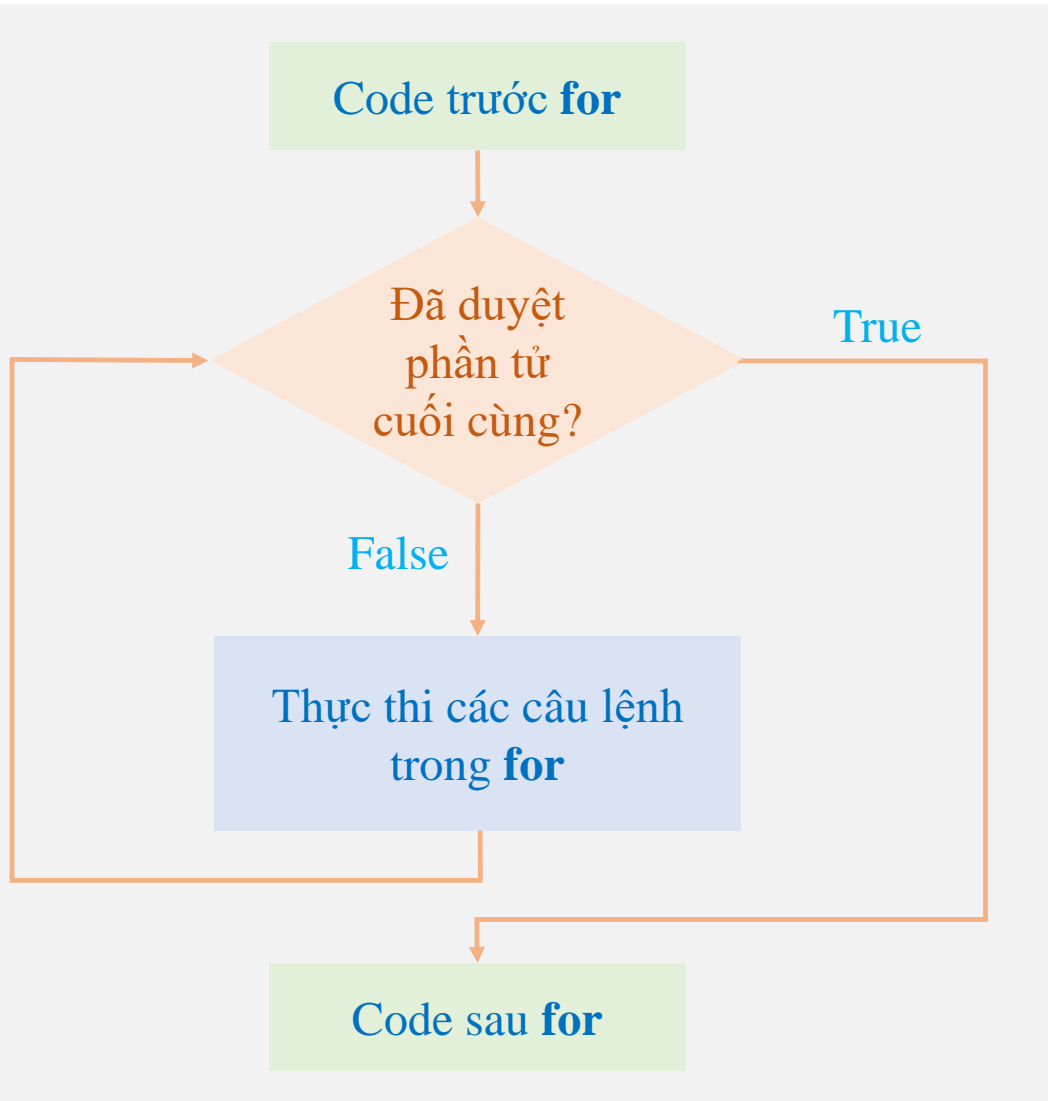 Code trước for
Đã duyệt
phần tử
cuối cùng?
True
False
Thực thi các câu lệnh
trong for
Code sau for